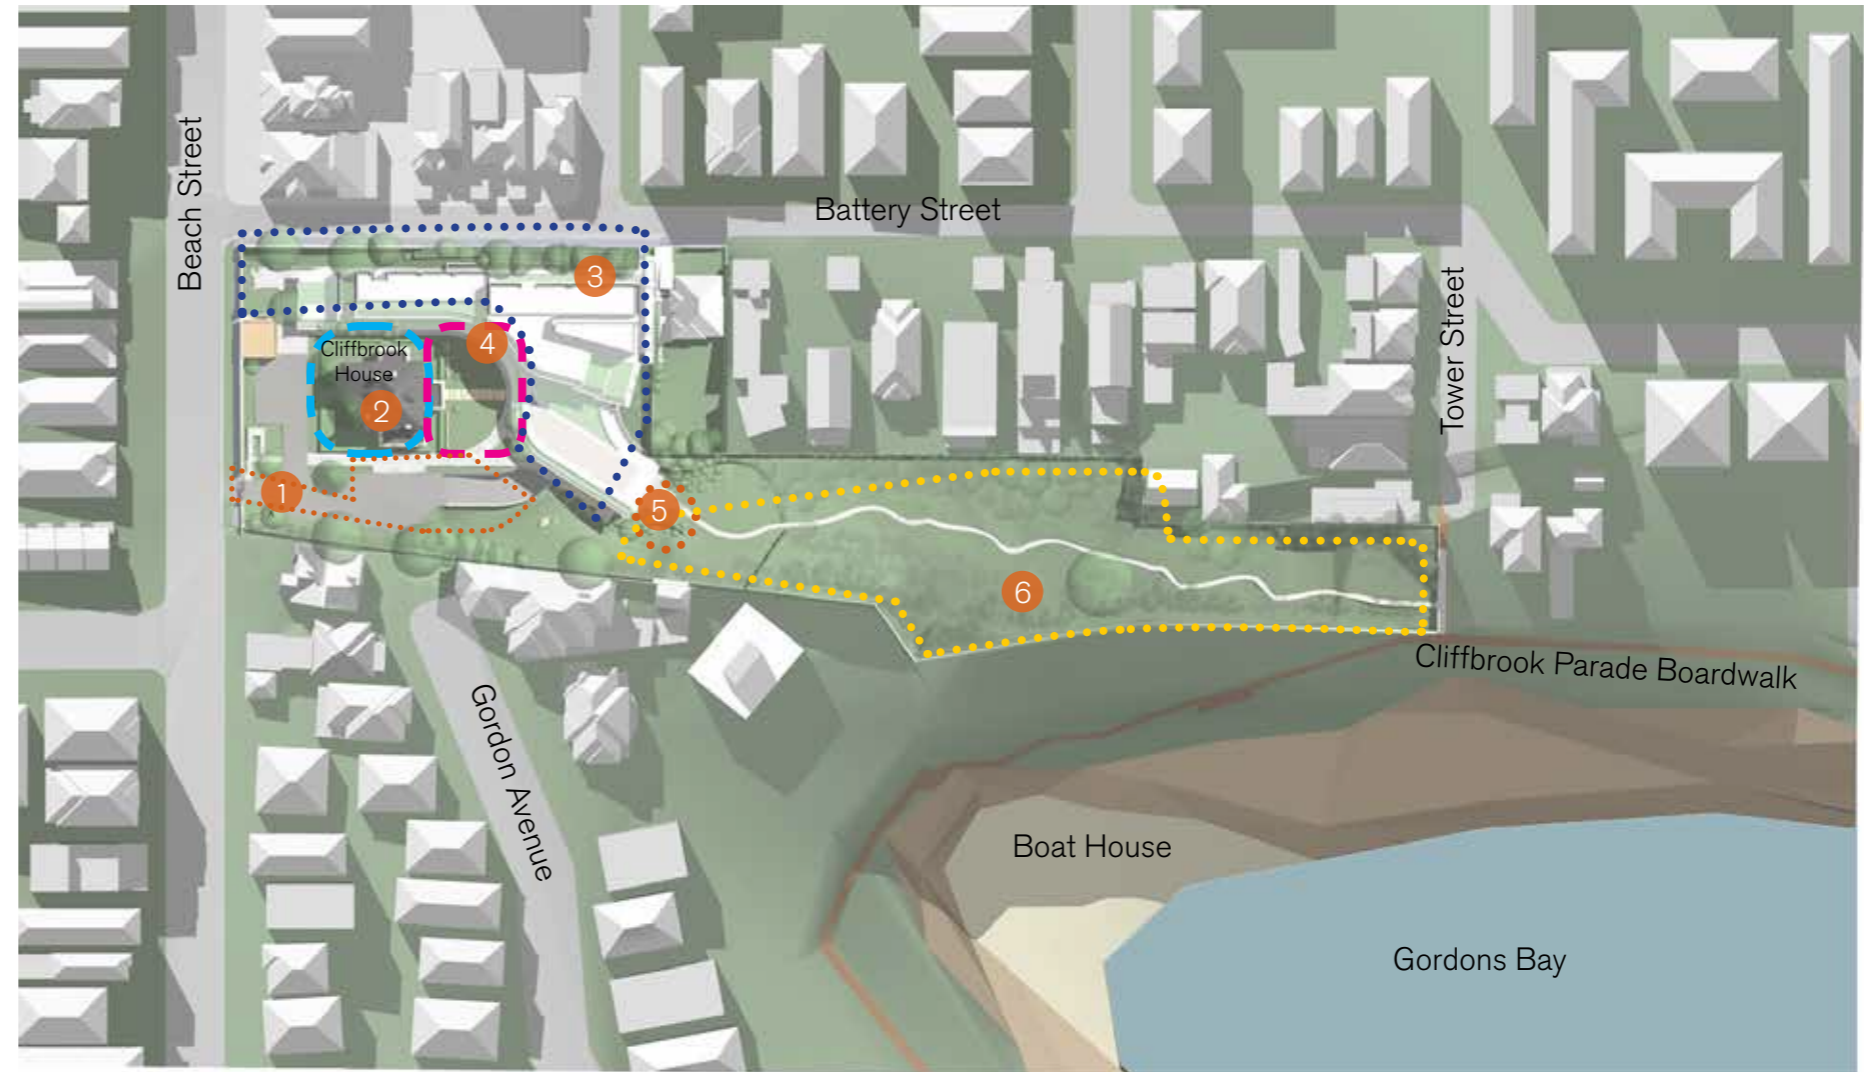 Beach Street
Battery Street
3
4
Cliffbrook
House
2
Tower Street
1
5
6
Cliffbrook Parade Boardwalk
Gordon Avenue
Boat House
Gordons Bay